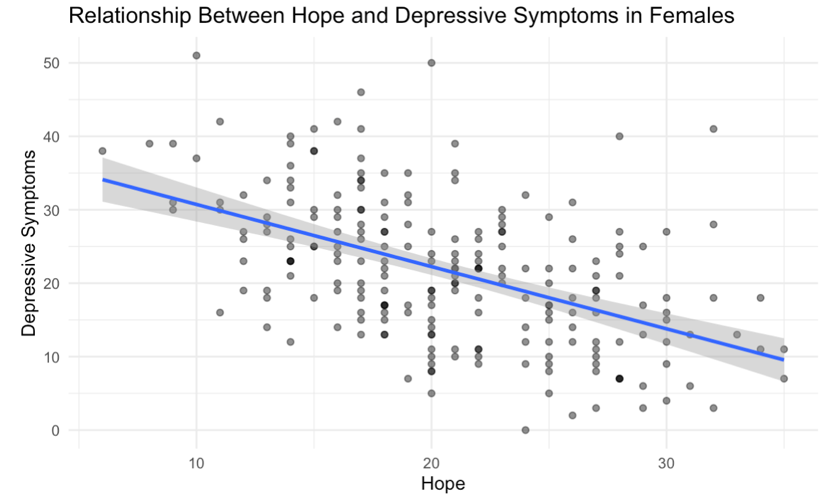 Relationship Between Hope and Depressive Symptoms in Females
Depressive Symptoms
50
40
30
20
10
0
10 20 30
Hope